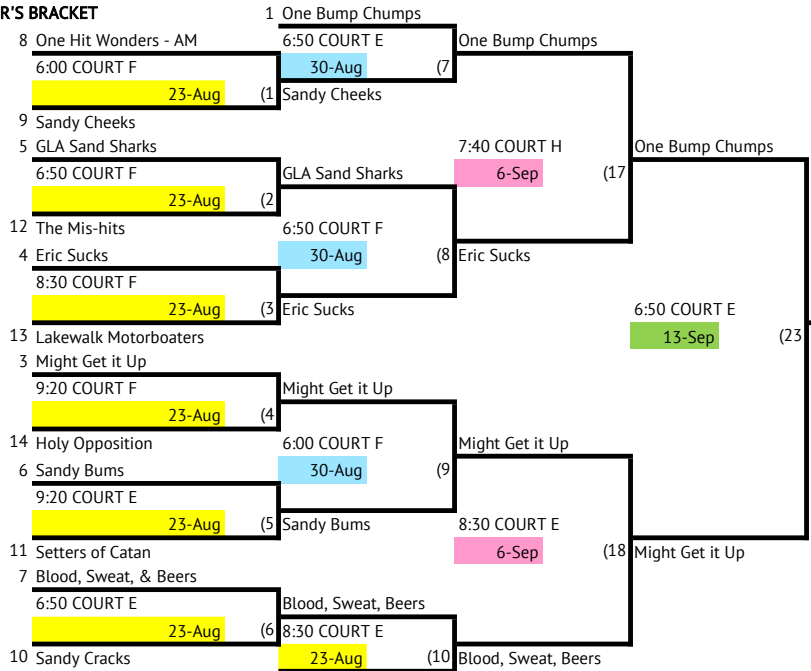 R'S BRACKET
1 One Bump Chumps
8 One Hit Wonders - AM
6:50 COURT E
One Bump Chumps
6:00 COURT F
30-Aug (7
23-Aug (1
Sandy Cheeks
9 Sandy Cheeks
5 GLA Sand Sharks
7:40 COURT H
One Bump Chumps
6:50 COURT F
GLA Sand Sharks
6-Sep (17
23-Aug (2
12 The Mis-hits
6:50 COURT F
4 Eric Sucks
30-Aug (8
Eric Sucks
8:30 COURT F
23-Aug (3
Eric Sucks
6:50 COURT E
13 Lakewalk Motorboaters
13-Sep (23
3 Might Get it Up
9:20 COURT F
Might Get it Up
23-Aug (4
14 Holy Opposition
6:00 COURT F
Might Get it Up
6 Sandy Bums
30-Aug (9
9:20 COURT E
23-Aug (5
Sandy Bums
8:30 COURT E
11 Setters of Catan
6-Sep (18
Might Get it Up
7 Blood, Sweat, & Beers
6:50 COURT E
Blood, Sweat, Beers
23-Aug (6
8:30 COURT E
10 Sandy Cracks
23-Aug (10
Blood, Sweat, Beers